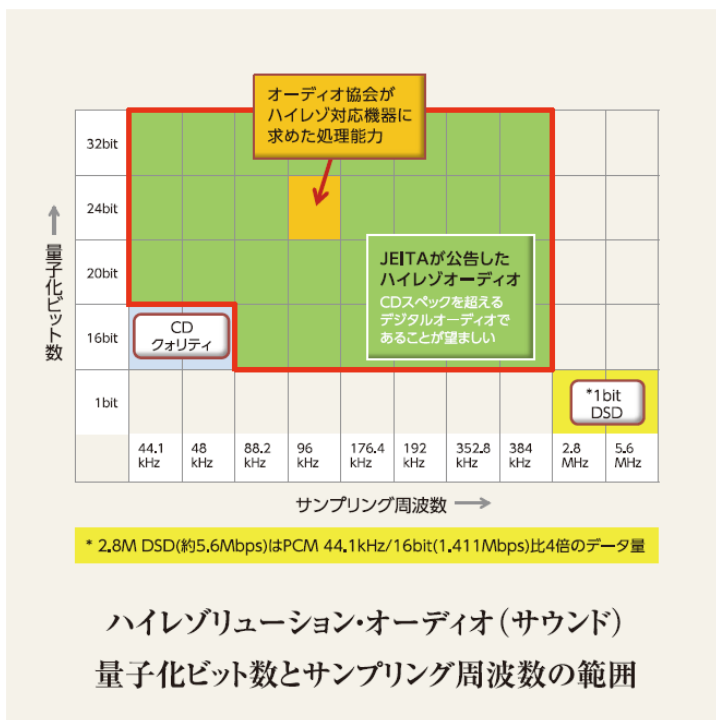 オーディオ協会が
ハイレゾ対応機器に
求めた処理能力
32bit
24bit
20bit
16bit
1bit
量子化ビット数
JEITAが公告した
ハイレゾオーディオ
CDスペックを超える
デジタルオーディオで
あることが望ましい
CD
クォリティ
*1bit
DSD
44.1 kHz
48 kHz
88.2 kHz
96 kHz
176.4 kHz
192 kHz
352.8 kHz
384 kHz
2.8 MHz
5.6 MHz
サンプリング周波数
* 2.8M DSD(約5.6Mbps)はPCM 44.1kHz/16bit(1.411Mbps)比4倍のデータ量
ハイレゾリューション・オーディオ(サウンド)
量子化ビット数とサンプリング周波数の範囲